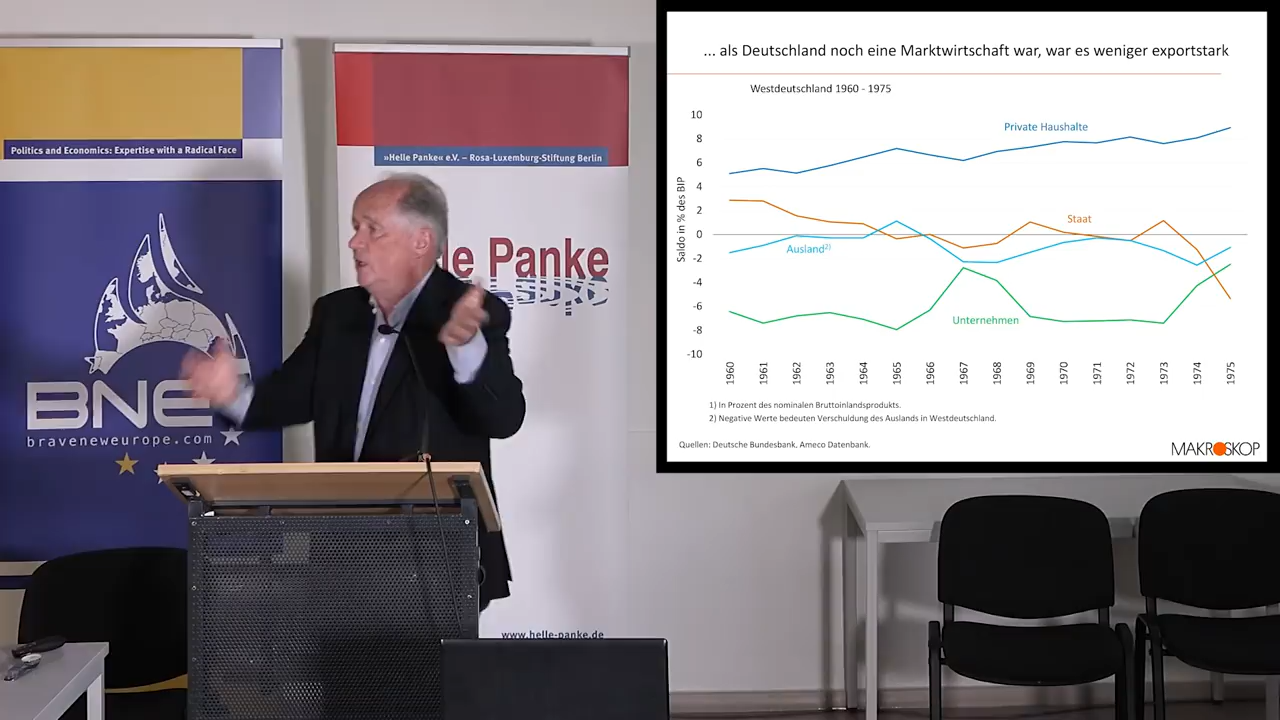 Politics and Economics: Expertise with a Radical Face
BNE
braveneweurope.com
»Helle Panke« e.V. – Rosa-Luxemburg-Stiftung Berlin
le Panke
www.helle-panke.de
... als Deutschland noch eine Marktwirtschaft war, war es weniger exportstark
Westdeutschland 1960 - 1975
Saldo in % des BIP
10
8
6
4
2
0
-2
-4
-6
-8
-10
Private Haushalte
Staat
Ausland2)
Unternehmen
1960
1961
1962
1963
1964
1965
1966
1967
1968
1969
1970
1971
1972
1973
1974
1975
1) In Prozent des nominalen Bruttoinlandsprodukts.
2) Negative Werte bedeuten Verschuldung des Auslands in Westdeutschland.
Quellen: Deutsche Bundesbank, Ameco Datenbank.
MAKROSKOP